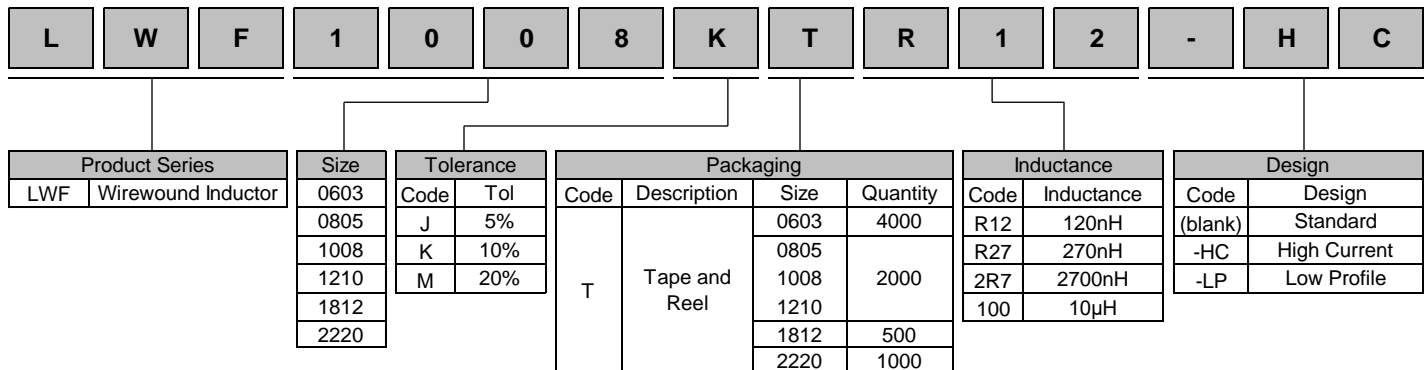 L W F 1 0 0 8 K T R 1 2 - H C
Product Series
LWF Wirewound Inductor
Size
0603
0805
1008
1210
1812
2220
Tolerance
Code Tol
J 5%
K 10%
M 20%
Packaging
Code Description Size Quantity
T Tape and Reel
0603 4000
0805
1008 2000
1210
1812 500
2220 1000
Inductance
Code Inductance
R12 120nH
R27 270nH
2R7 2700nH
100 10µH
Design
Code Design
(blank) Standard
-HC High Current
-LP Low Profile